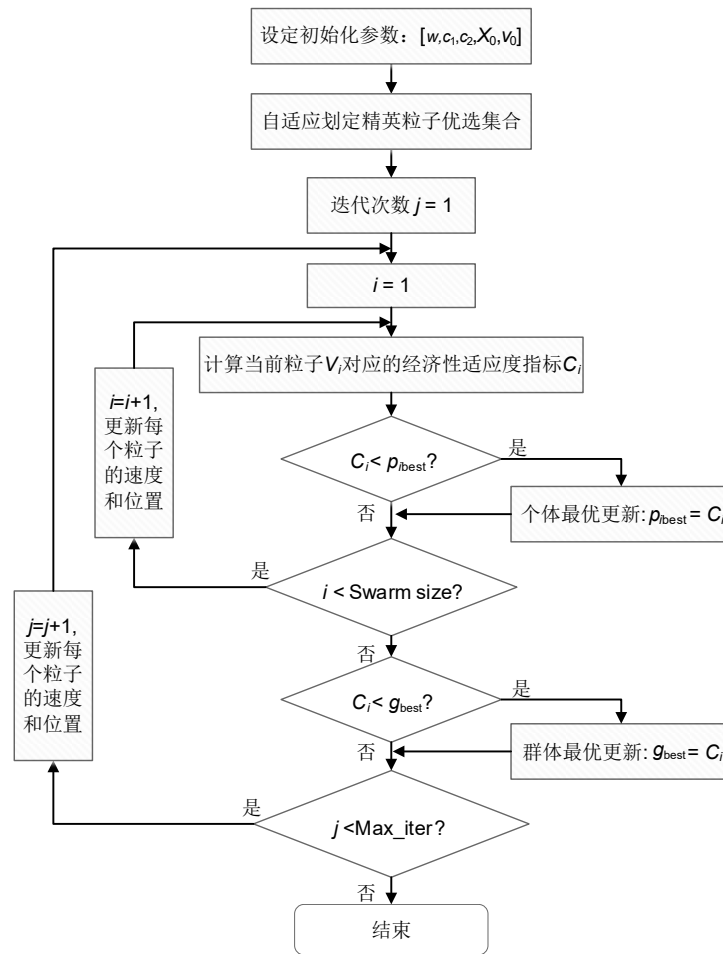 设定初始化参数：[w,c₁,c₂,X₀,v₀]
自适应划定精英粒子优选集合
迭代次数 j = 1
i = 1
计算当前粒子Vᵢ对应的经济性适应度指标Cᵢ
i=i+1,
更新每
个粒子
的速度
和位置
Cᵢ < pᵢbest?
是
否
个体最优更新: pᵢbest = Cᵢ
i < Swarm size?
是
否
j=j+1,
更新每
个粒子
的速度
和位置
Cᵢ < gbest?
是
否
群体最优更新: gbest = Cᵢ
j <Max_iter?
是
否
结束